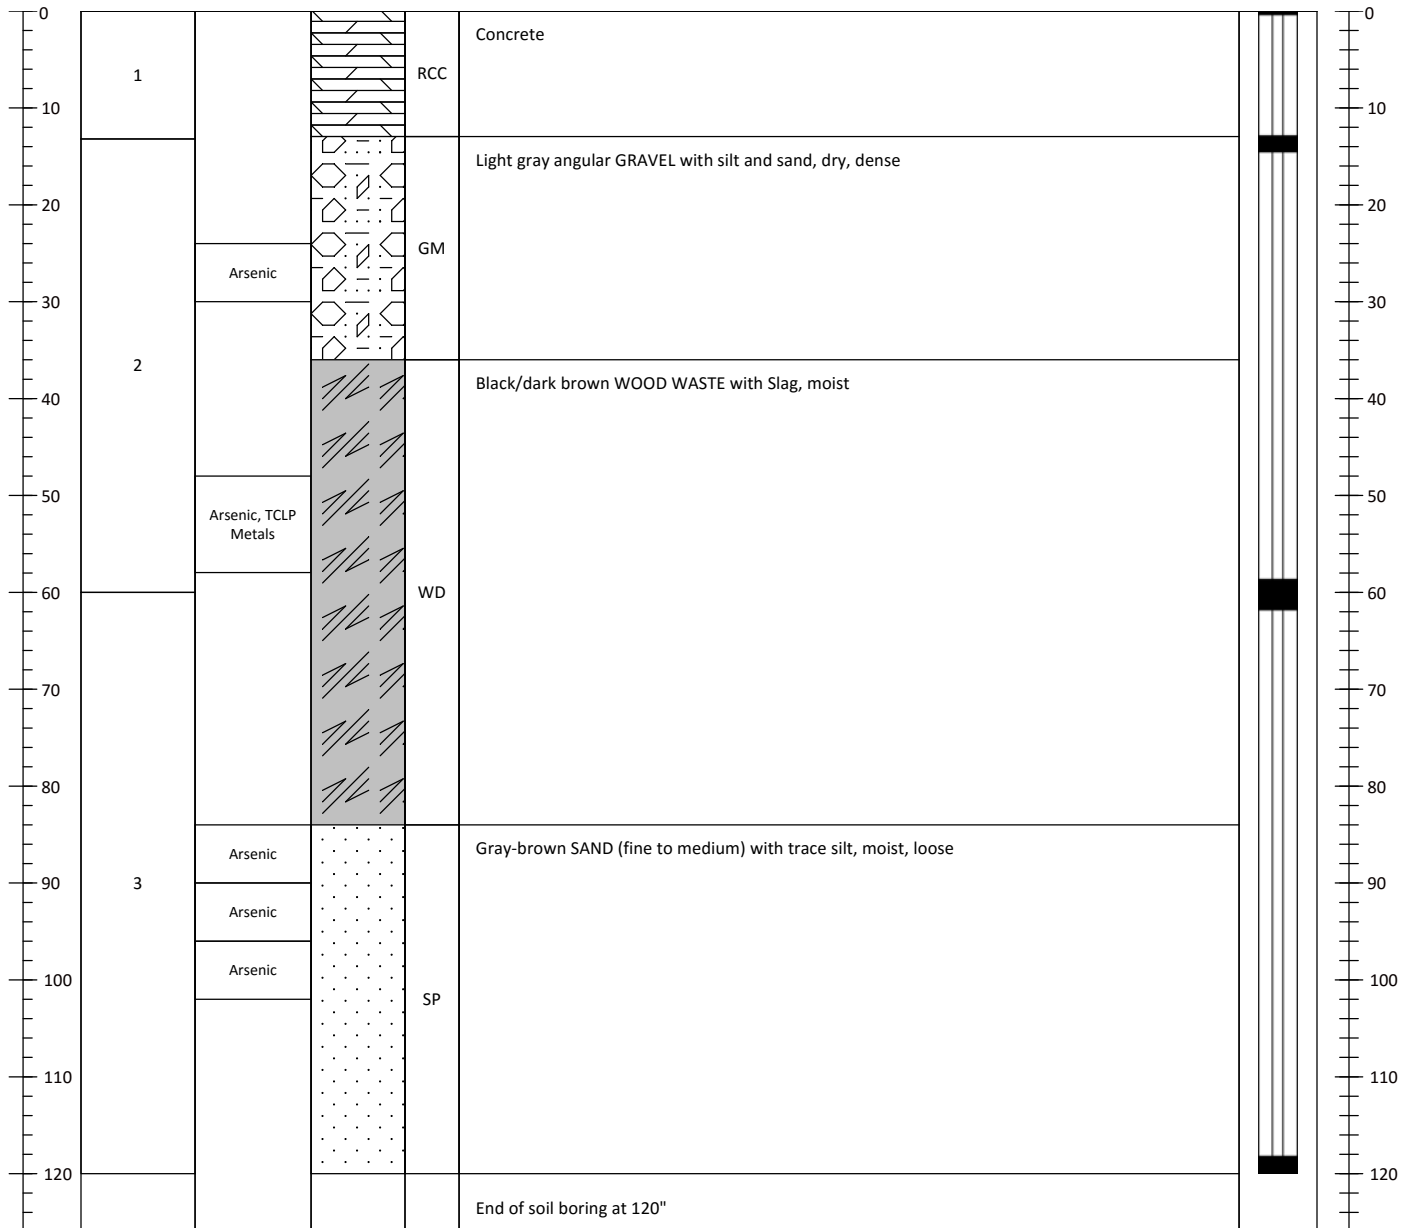 0
10
20
30
40
50
60
70
80
90
100
110
120
1
2
3
Arsenic
Arsenic, TCLP
Metals
Arsenic
Arsenic
Arsenic
RCC
GM
WD
SP
Concrete
Light gray angular GRAVEL with silt and sand, dry, dense
Black/dark brown WOOD WASTE with Slag, moist
Gray-brown SAND (fine to medium) with trace silt, moist, loose
End of soil boring at 120"
0
10
20
30
40
50
60
70
80
90
100
110
120